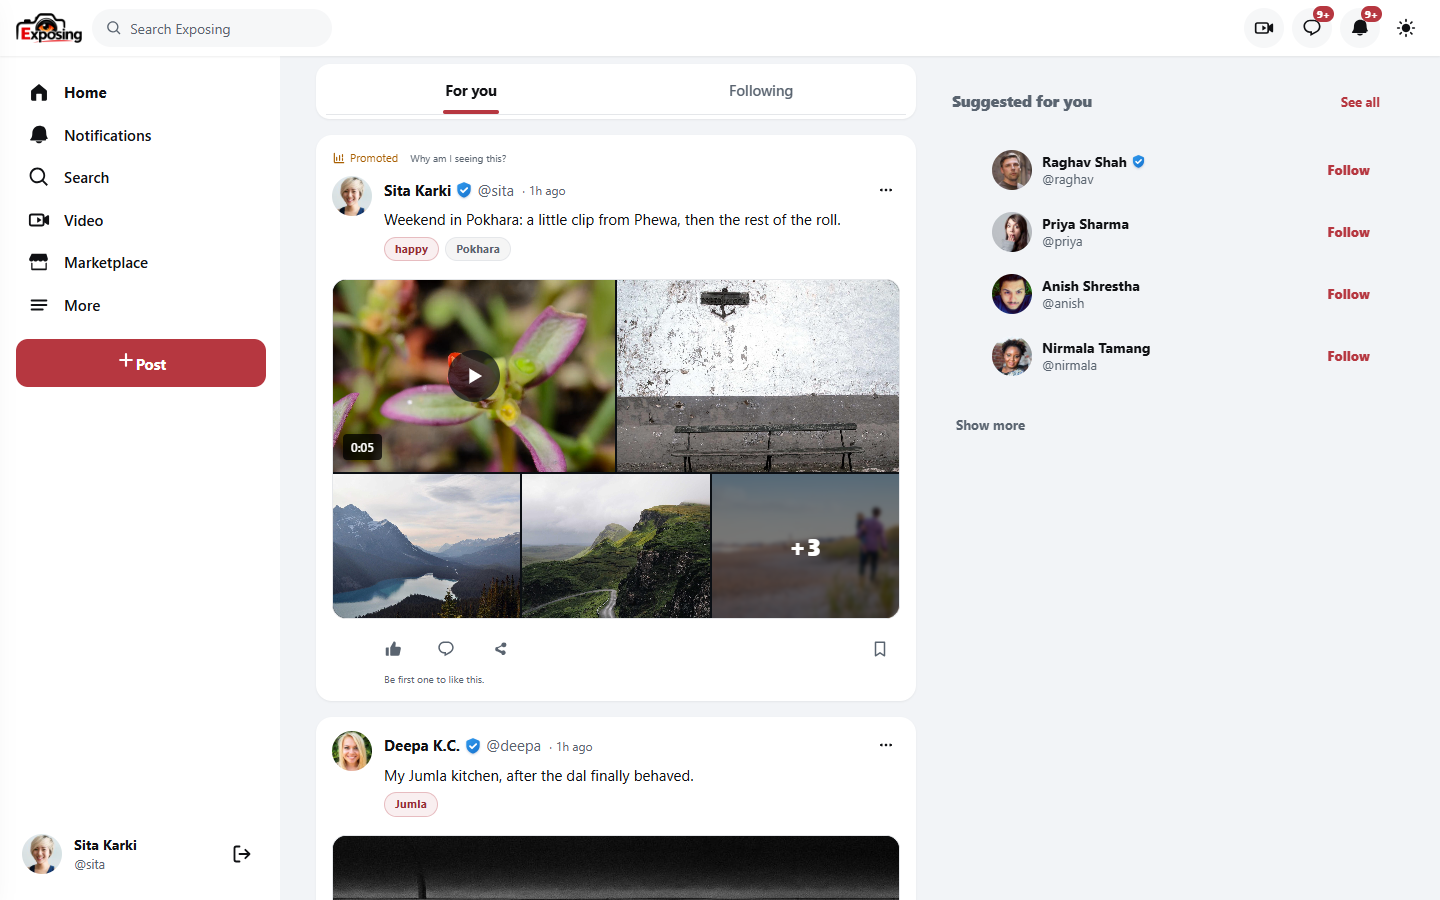 Exposing
Search Exposing
9+
9+
Home
Notifications
Search
Video
Marketplace
More
+ Post
Sita Karki
@sita
For you
Following
Promoted Why am I seeing this?
Sita Karki @sita · 1h ago
Weekend in Pokhara: a little clip from Phewa, then the rest of the roll.
happy Pokhara
0:05
+3
Be first one to like this.
Deepa K.C. @deepa · 1h ago
My Jumla kitchen, after the dal finally behaved.
Jumla
Suggested for you
See all
Raghav Shah
@raghav
Follow
Priya Sharma
@priya
Follow
Anish Shrestha
@anish
Follow
Nirmala Tamang
@nirmala
Follow
Show more